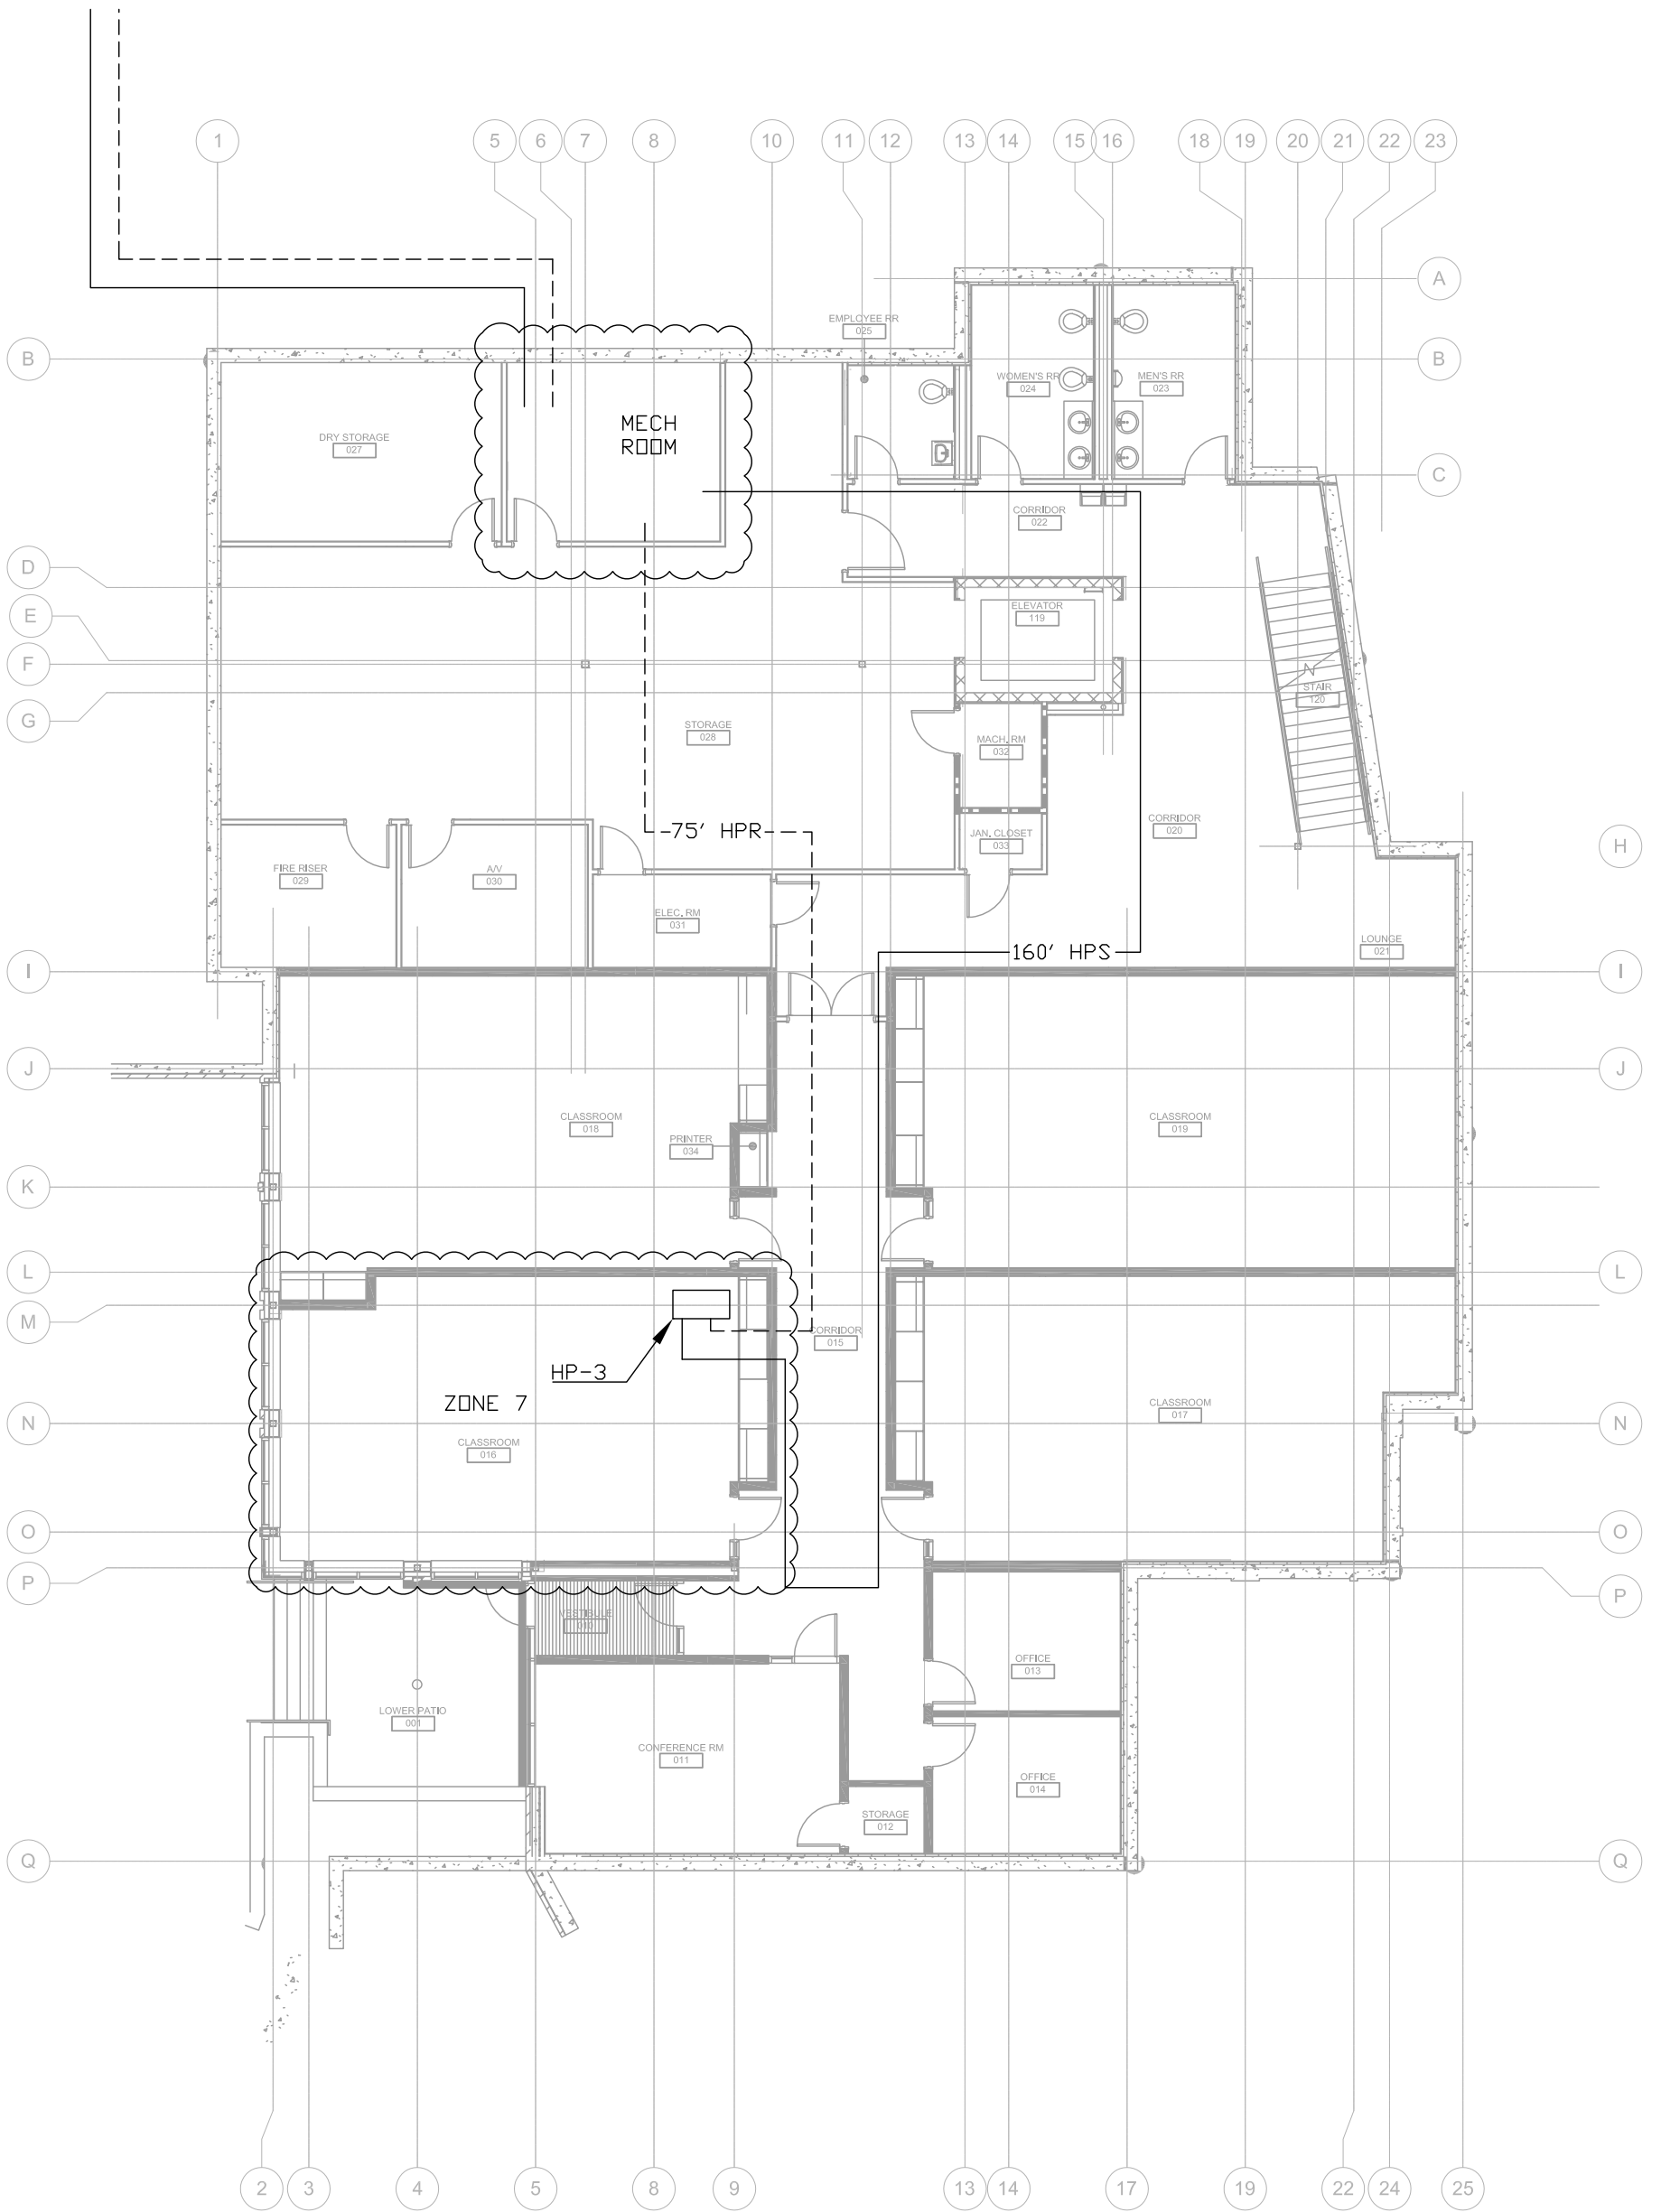 1
5
6
7
8
10
11
12
13
14
15
16
18
19
20
21
22
23
A
B
B
EMPLOYEE RR
025
WOMEN'S RR
024
MEN'S RR
023
MECH
ROOM
DRY STORAGE
027
C
CORRIDOR
022
D
E
ELEVATOR
119
F
G
STAIR
120
STORAGE
028
MACH. RM
032
CORRIDOR
020
75' HPR
JAN. CLOSET
033
H
FIRE RISER
029
A/V
030
ELEC. RM
031
160' HPS
LOUNGE
021
I
I
J
J
CLASSROOM
018
CLASSROOM
019
PRINTER
034
K
L
L
M
CORRIDOR
015
HP-3
ZONE 7
CLASSROOM
017
N
N
CLASSROOM
016
O
O
P
P
VESTIBULE
010
OFFICE
013
LOWER PATIO
001
CONFERENCE RM
011
OFFICE
014
STORAGE
012
Q
Q
2
3
4
5
8
9
13
14
17
19
22
24
25